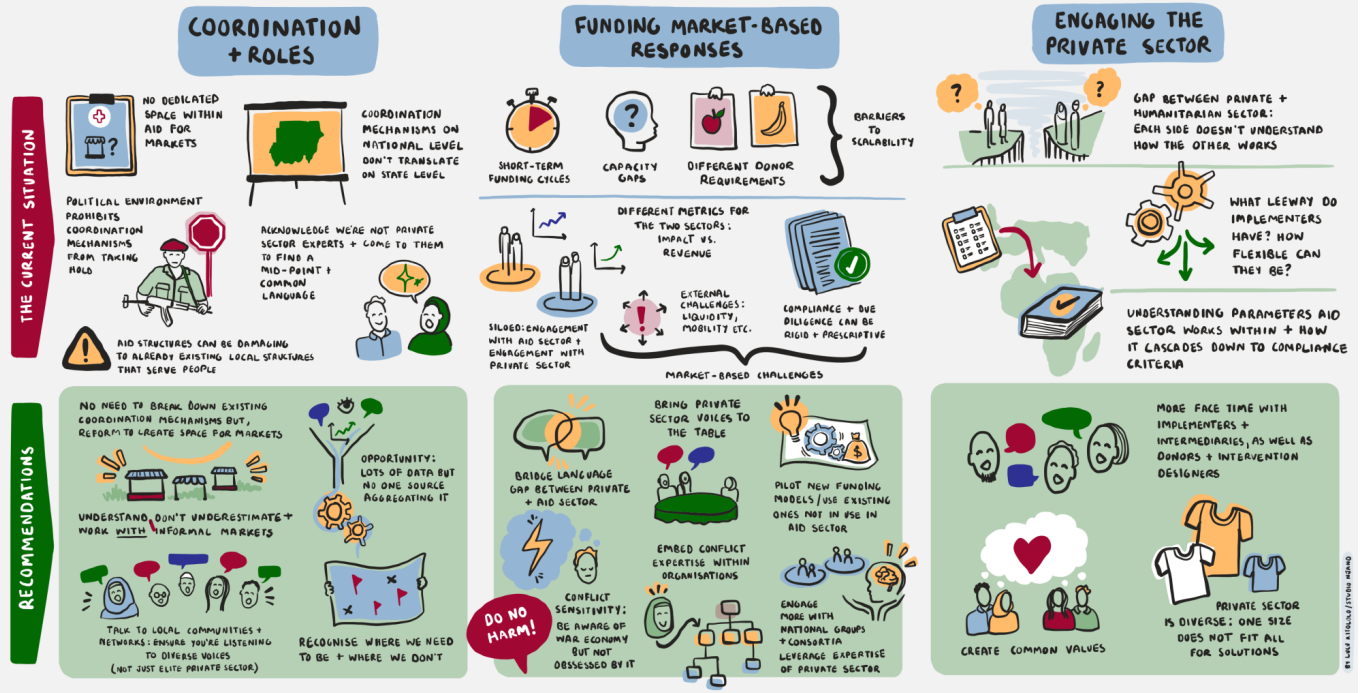 COORDINATION
+ ROLES
FUNDING MARKET-BASED
RESPONSES
ENGAGING THE
PRIVATE SECTOR
THE CURRENT SITUATION
?
NO DEDICATED
SPACE WITHIN
AID FOR
MARKETS
COORDINATION
MECHANISMS ON
NATIONAL LEVEL
DON'T TRANSLATE
ON STATE LEVEL
POLITICAL ENVIRONMENT
PROHIBITS
COORDINATION
MECHANISMS
FROM TAKING
HOLD
ACKNOWLEDGE WE'RE NOT PRIVATE
SECTOR EXPERTS + COME TO THEM
TO FIND A
MID-POINT +
COMMON
LANGUAGE
!
AID STRUCTURES CAN BE DAMAGING
TO ALREADY EXISTING LOCAL STRUCTURES
THAT SERVE PEOPLE
SHORT-TERM
FUNDING CYCLES
?
CAPACITY
GAPS
DIFFERENT DONOR
REQUIREMENTS
BARRIERS
TO
SCALABILITY
DIFFERENT METRICS FOR
THE TWO SECTORS:
IMPACT VS.
REVENUE
SILOED: ENGAGEMENT
WITH AID SECTOR +
ENGAGEMENT WITH
PRIVATE SECTOR
!
EXTERNAL
CHALLENGES:
LIQUIDITY,
MOBILITY ETC.
COMPLIANCE + DUE
DILIGENCE CAN BE
RIGID + PRESCRIPTIVE
MARKET-BASED CHALLENGES
?
?
GAP BETWEEN PRIVATE +
HUMANITARIAN SECTOR:
EACH SIDE DOESN'T UNDERSTAND
HOW THE OTHER WORKS
WHAT LEEWAY DO
IMPLEMENTERS
HAVE? HOW
FLEXIBLE CAN
THEY BE?
UNDERSTANDING PARAMETERS AID
SECTOR WORKS WITHIN + HOW
IT CASCADES DOWN TO COMPLIANCE
CRITERIA
RECOMMENDATIONS
NO NEED TO BREAK DOWN EXISTING
COORDINATION MECHANISMS BUT,
REFORM TO CREATE SPACE FOR MARKETS
UNDERSTAND, DON'T UNDERESTIMATE +
WORK WITH INFORMAL MARKETS
OPPORTUNITY:
LOTS OF DATA BUT
NO ONE SOURCE
AGGREGATING IT
TALK TO LOCAL COMMUNITIES +
NETWORKS: ENSURE YOU'RE LISTENING
TO DIVERSE VOICES
(NOT JUST ELITE PRIVATE SECTOR)
RECOGNISE WHERE WE NEED
TO BE + WHERE WE DON'T
BRIDGE LANGUAGE
GAP BETWEEN PRIVATE
+ AID SECTOR
BRING PRIVATE
SECTOR VOICES TO
THE TABLE
$
PILOT NEW FUNDING
MODELS/USE EXISTING
ONES NOT IN USE IN
AID SECTOR
DO NO
HARM!
CONFLICT
SENSITIVITY:
BE AWARE OF
WAR ECONOMY
BUT NOT
OBSESSED BY IT
EMBED CONFLICT
EXPERTISE WITHIN
ORGANISATIONS
ENGAGE
MORE WITH
NATIONAL GROUPS
+ CONSORTIA
LEVERAGE EXPERTISE
OF PRIVATE SECTOR
MORE FACE TIME WITH
IMPLEMENTERS +
INTERMEDIARIES, AS WELL AS
DONORS + INTERVENTION
DESIGNERS
CREATE COMMON VALUES
PRIVATE SECTOR
IS DIVERSE: ONE SIZE
DOES NOT FIT ALL
FOR SOLUTIONS
BY LULU KITOLOLO/STUDIO NJANO